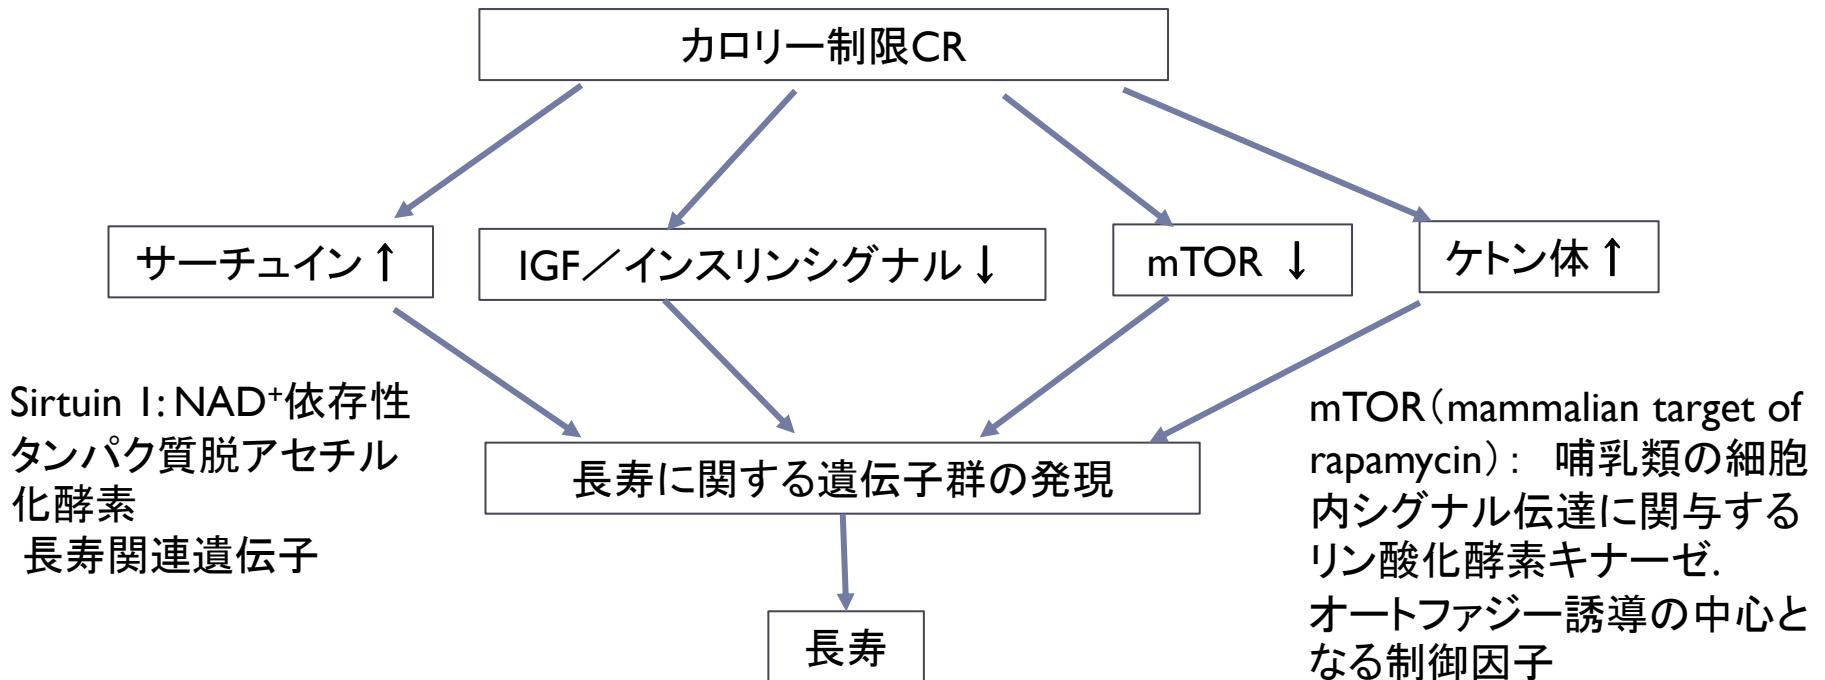 カロリー制限CR
サーチュイン↑
IGF／インスリンシグナル↓
mTOR ↓
ケトン体↑
Sirtuin 1: NAD⁺依存性
タンパク質脱アセチル
化酵素
長寿関連遺伝子
mTOR（mammalian target of
rapamycin）： 哺乳類の細胞
内シグナル伝達に関与する
リン酸化酵素キナーゼ.
オートファジー誘導の中心と
なる制御因子
長寿に関する遺伝子群の発現
長寿